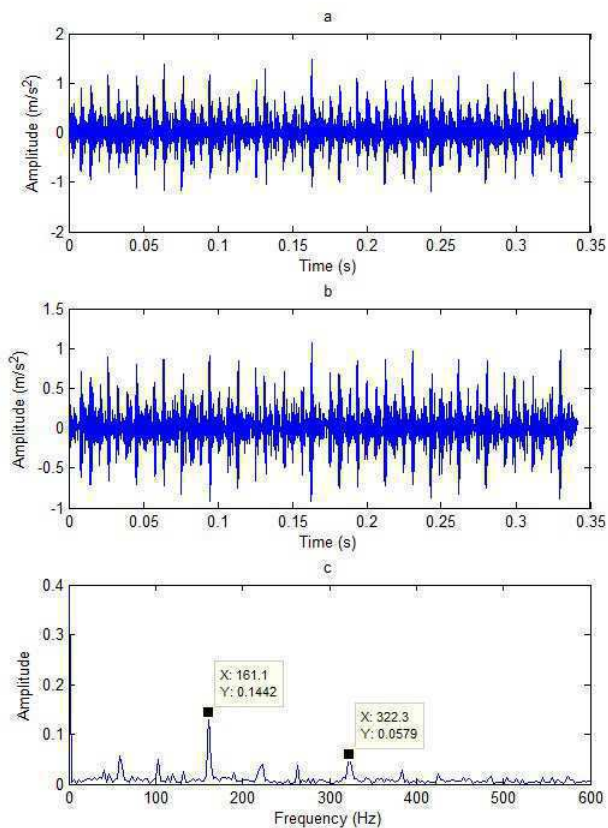 a
2
1
0
-1
-2
Amplitude (m/s²)
0 0.05 0.1 0.15 0.2 0.25 0.3 0.35
Time (s)
b
1.5
1
0.5
0
-0.5
-1
Amplitude (m/s²)
0 0.05 0.1 0.15 0.2 0.25 0.3 0.35
Time (s)
c
0.4
0.3
0.2
0.1
0
Amplitude
X: 161.1
Y: 0.1442
X: 322.3
Y: 0.0579
0 100 200 300 400 500 600
Frequency (Hz)